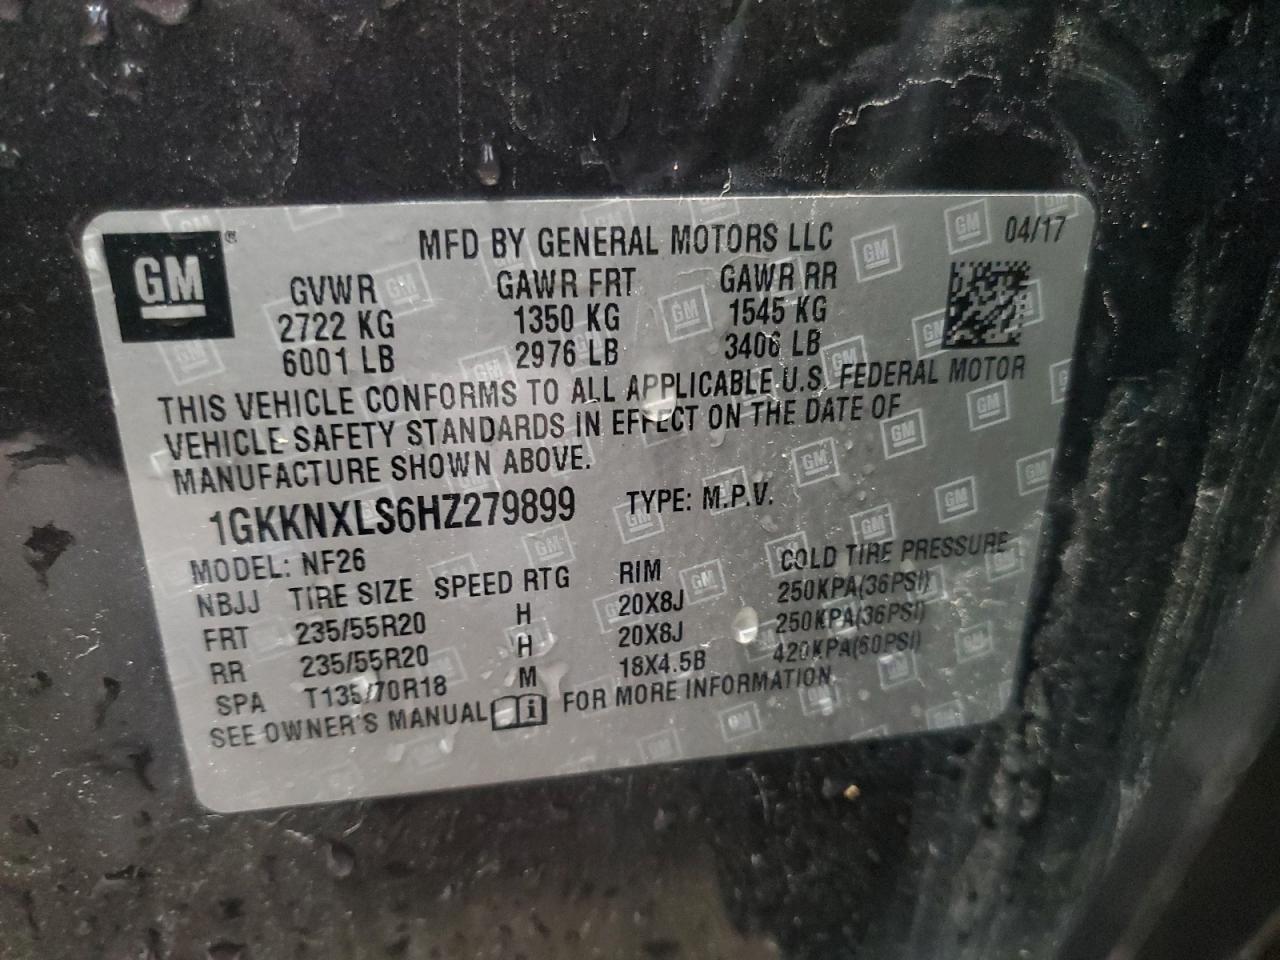 GM ®
MFD BY GENERAL MOTORS LLC 04/17
GVWR GAWR FRT GAWR RR
2722 KG 1350 KG 1545 KG
6001 LB 2976 LB 3406 LB
THIS VEHICLE CONFORMS TO ALL APPLICABLE U.S. FEDERAL MOTOR
VEHICLE SAFETY STANDARDS IN EFFECT ON THE DATE OF
MANUFACTURE SHOWN ABOVE.
1GKKNXLS6HZ279899 TYPE: M.P.V.
MODEL: NF26
NBJJ TIRE SIZE SPEED RTG RIM COLD TIRE PRESSURE
FRT 235/55R20 H 20X8J 250KPA(36PSI)
RR 235/55R20 H 20X8J 250KPA(36PSI)
SPA T135/70R18 M 18X4.5B 420KPA(60PSI)
SEE OWNER'S MANUAL i FOR MORE INFORMATION